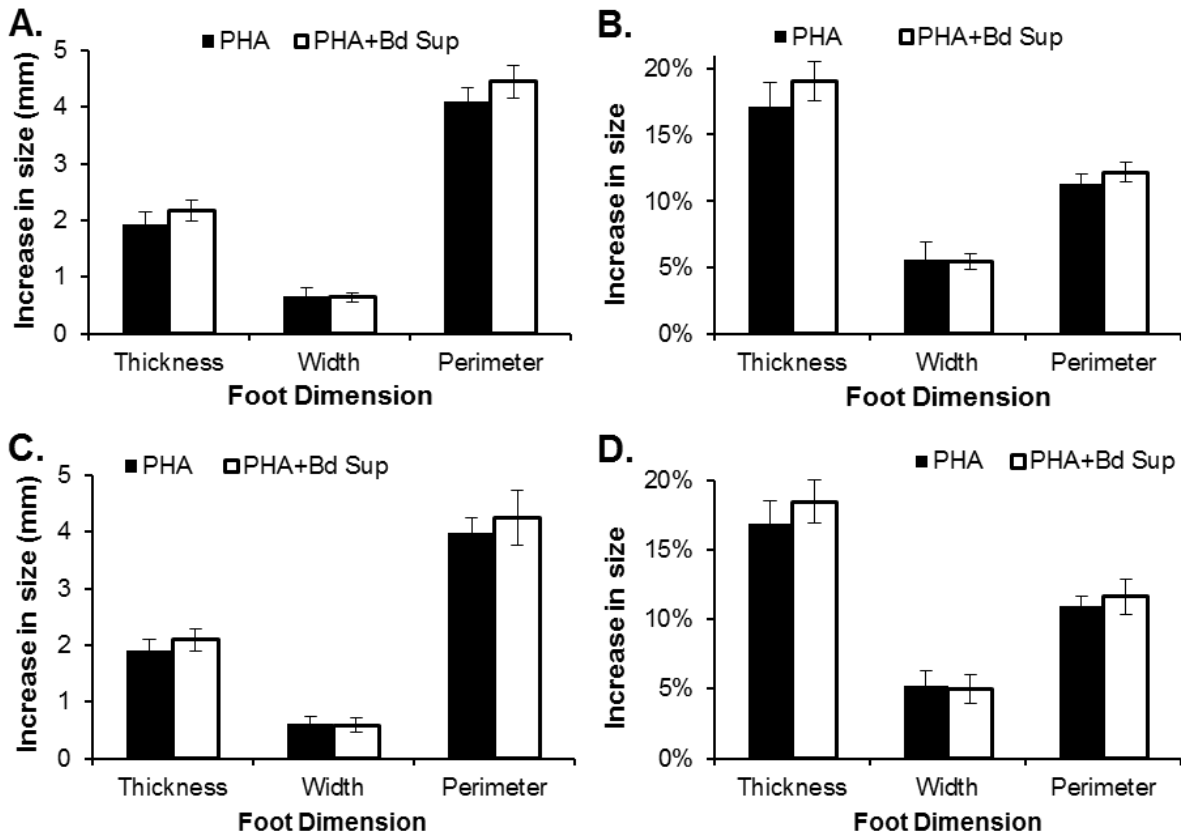 A.
PHA PHA+Bd Sup
Increase in size (mm)
5
4
3
2
1
0
Thickness Width Perimeter
Foot Dimension
B.
PHA PHA+Bd Sup
Increase in size
20%
15%
10%
5%
0%
Thickness Width Perimeter
Foot Dimension
C.
PHA PHA+Bd Sup
Increase in size (mm)
5
4
3
2
1
0
Thickness Width Perimeter
Foot Dimension
D.
PHA PHA+Bd Sup
Increase in size
20%
15%
10%
5%
0%
Thickness Width Perimeter
Foot Dimension